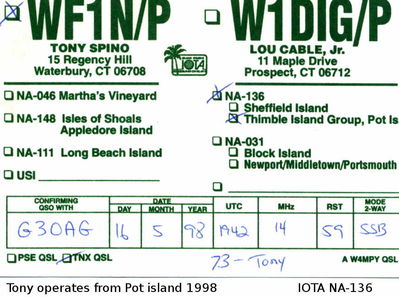 WF1N/P
TONY SPINO
15 Regency Hill
Waterbury, CT 06708
IOTA
W1DIG/P
LOU CABLE, Jr.
11 Maple Drive
Prospect, CT 06712
NA-046 Martha's Vineyard
NA-148 Isles of Shoals
Appledore Island
NA-111 Long Beach Island
USI
NA-136
Sheffield Island
Thimble Island Group, Pot Is
NA-031
Block Island
Newport/Middletown/Portsmouth
CONFIRMING QSO WITH DATE DAY MONTH YEAR UTC MHz RST MODE 2-WAY
G3OAG 16 5 98 1942 14 59 SSB
PSE QSL TNX QSL 73 - Tony A W4MPY QSL
Tony operates from Pot island 1998 IOTA NA-136